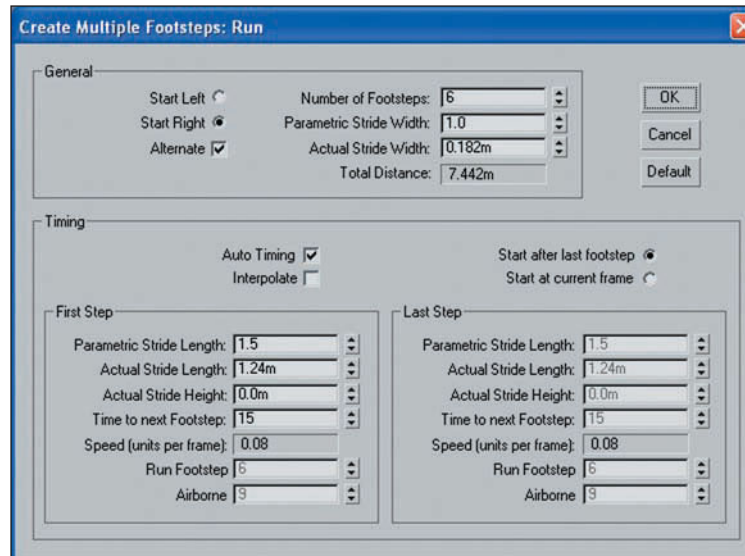 Create Multiple Footsteps: Run
General
Start Left
Start Right
Alternate
Number of Footsteps: 6
Parametric Stride Width: 1.0
Actual Stride Width: 0.182m
Total Distance: 7.442m
OK
Cancel
Default
Timing
Auto Timing
Interpolate
Start after last footstep
Start at current frame
First Step
Parametric Stride Length: 1.5
Actual Stride Length: 1.24m
Actual Stride Height: 0.0m
Time to next Footstep: 15
Speed (units per frame): 0.08
Run Footstep 6
Airborne 9
Last Step
Parametric Stride Length: 1.5
Actual Stride Length: 1.24m
Actual Stride Height: 0.0m
Time to next Footstep: 15
Speed (units per frame): 0.08
Run Footstep 6
Airborne 9